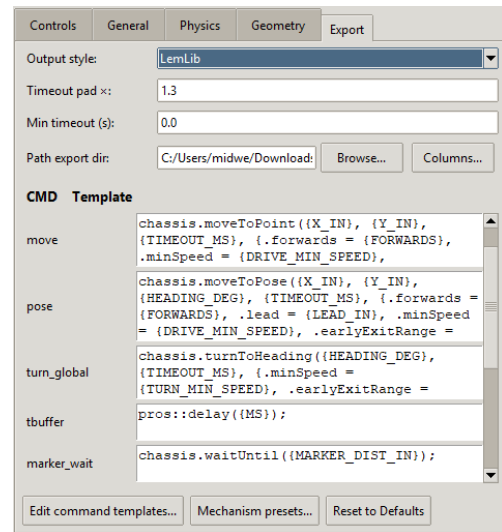 Controls General Physics Geometry Export
Output style: LemLib
Timeout pad ×: 1.3
Min timeout (s): 0.0
Path export dir: C:/Users/midwe/Download: Browse... Columns...
CMD Template
move
chassis.moveToPoint({X_IN}, {Y_IN},
{TIMEOUT_MS}, {.forwards = {FORWARDS},
.minSpeed = {DRIVE_MIN_SPEED},
pose
chassis.moveToPose({X_IN}, {Y_IN},
{HEADING_DEG}, {TIMEOUT_MS}, {.forwards =
{FORWARDS}, .lead = {LEAD_IN}, .minSpeed
= {DRIVE_MIN_SPEED}, .earlyExitRange =
turn_global
chassis.turnToHeading({HEADING_DEG},
{TIMEOUT_MS}, {.minSpeed =
{TURN_MIN_SPEED}, .earlyExitRange =
tbuffer
pros::delay({MS});
marker_wait
chassis.waitUntil({MARKER_DIST_IN});
Edit command templates... Mechanism presets... Reset to Defaults